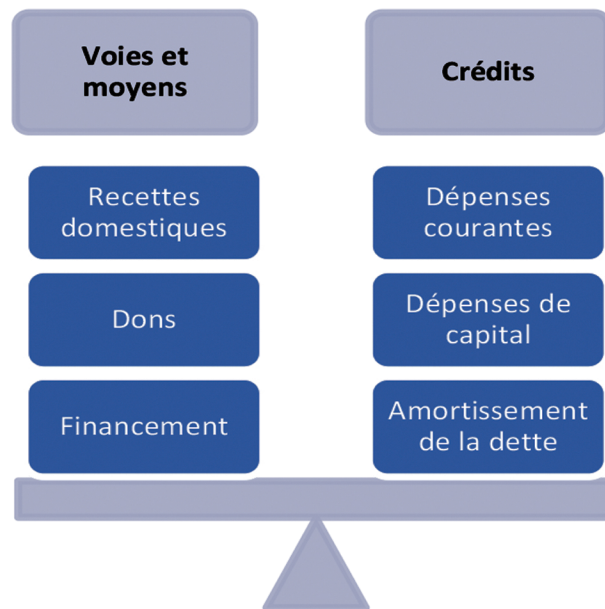 Voies et
moyens
Crédits
Recettes
domestiques
Dépenses
courantes
Dons
Dépenses de
capital
Financement
Amortissement
de la dette